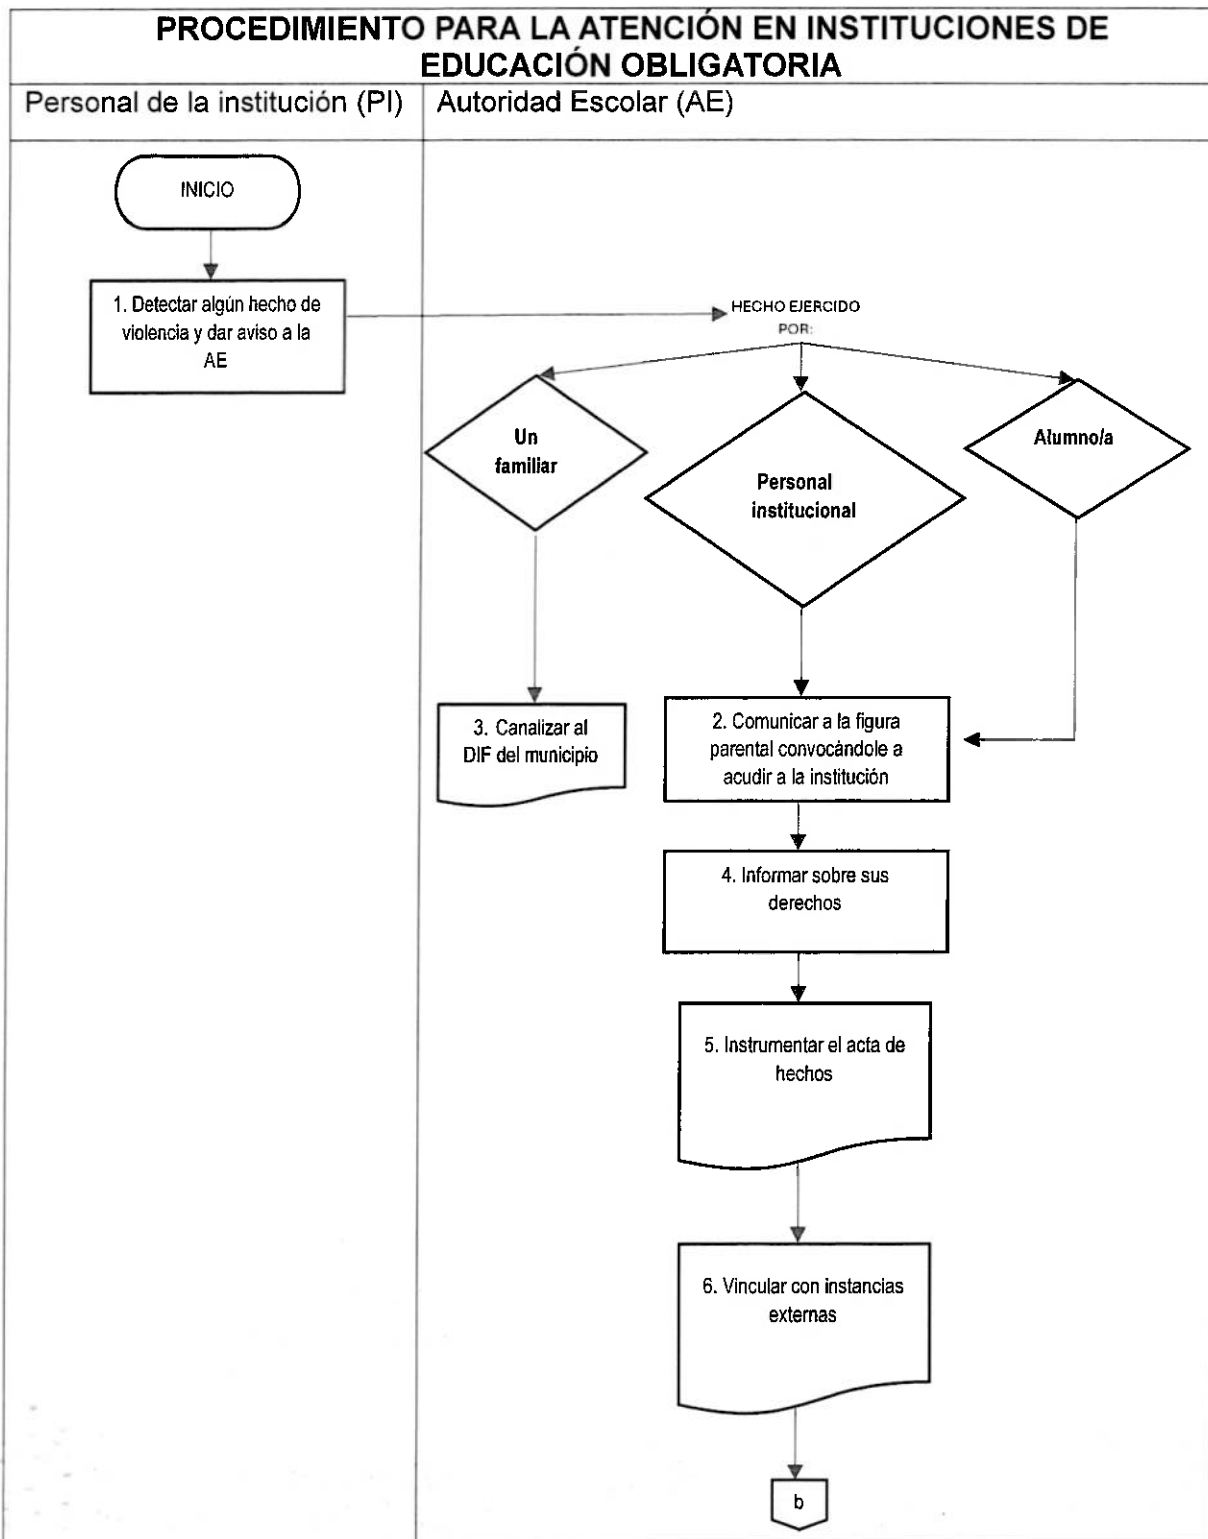 PROCEDIMIENTO PARA LA ATENCIÓN EN INSTITUCIONES DE
EDUCACIÓN OBLIGATORIA
Personal de la institución (PI)
Autoridad Escolar (AE)
INICIO
1. Detectar algún hecho de
violencia y dar aviso a la
AE
HECHO EJERCIDO
POR:
Un
familiar
Personal
institucional
Alumno/a
3. Canalizar al
DIF del municipio
2. Comunicar a la figura
parental convocándole a
acudir a la institución
4. Informar sobre sus
derechos
5. Instrumentar el acta de
hechos
6. Vincular con instancias
externas
b